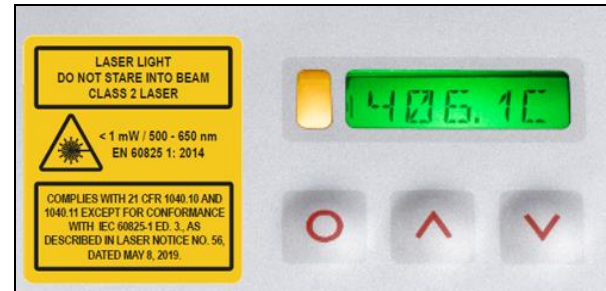 LASER LIGHT
DO NOT STARE INTO BEAM
CLASS 2 LASER
< 1 mW / 500 - 650 nm
EN 60825 1: 2014
COMPLIES WITH 21 CFR 1040.10 AND
1040.11 EXCEPT FOR CONFORMANCE
WITH IEC 60825-1 ED. 3., AS
DESCRIBED IN LASER NOTICE NO. 56,
DATED MAY 8, 2019.
1406.1C